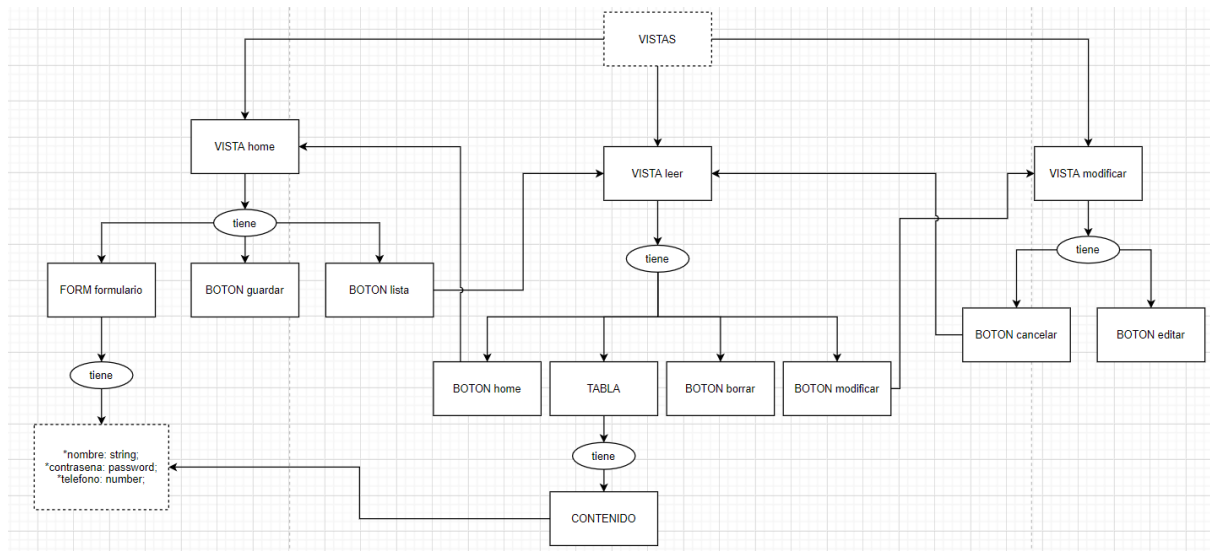 VISTAS
VISTA home
VISTA leer
VISTA modificar
tiene
tiene
tiene
FORM formulario
BOTON guardar
BOTON lista
BOTON cancelar
BOTON editar
tiene
BOTON home
TABLA
BOTON borrar
BOTON modificar
*nombre: string;
*contrasena: password;
*telefono: number;
tiene
CONTENIDO